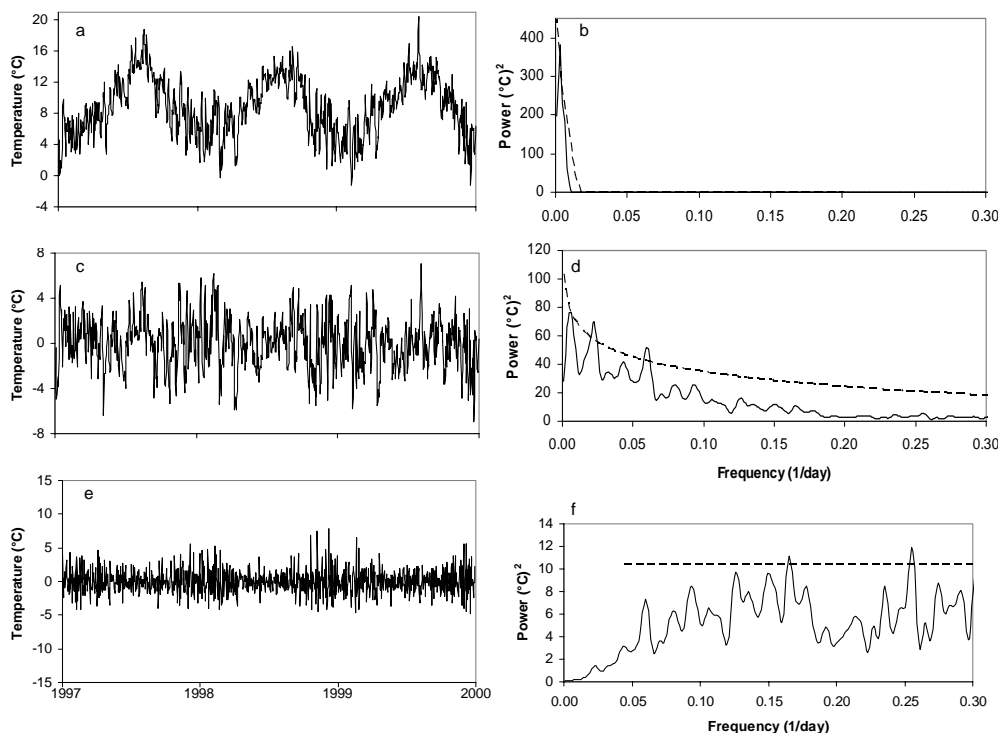 a
Temperature (°C)
20
16
12
8
4
0
-4
b
Power (°C)²
400
300
200
100
0
0.00 0.05 0.10 0.15 0.20 0.25 0.30
c
Temperature (°C)
8
4
0
-4
-8
d
Power (°C)²
120
100
80
60
40
20
0
0.00 0.05 0.10 0.15 0.20 0.25 0.30
Frequency (1/day)
e
Temperature (°C)
15
10
5
0
-5
-10
-15
1997 1998 1999 2000
f
Power (°C)²
14
12
10
8
6
4
2
0
0.00 0.05 0.10 0.15 0.20 0.25 0.30
Frequency (1/day)